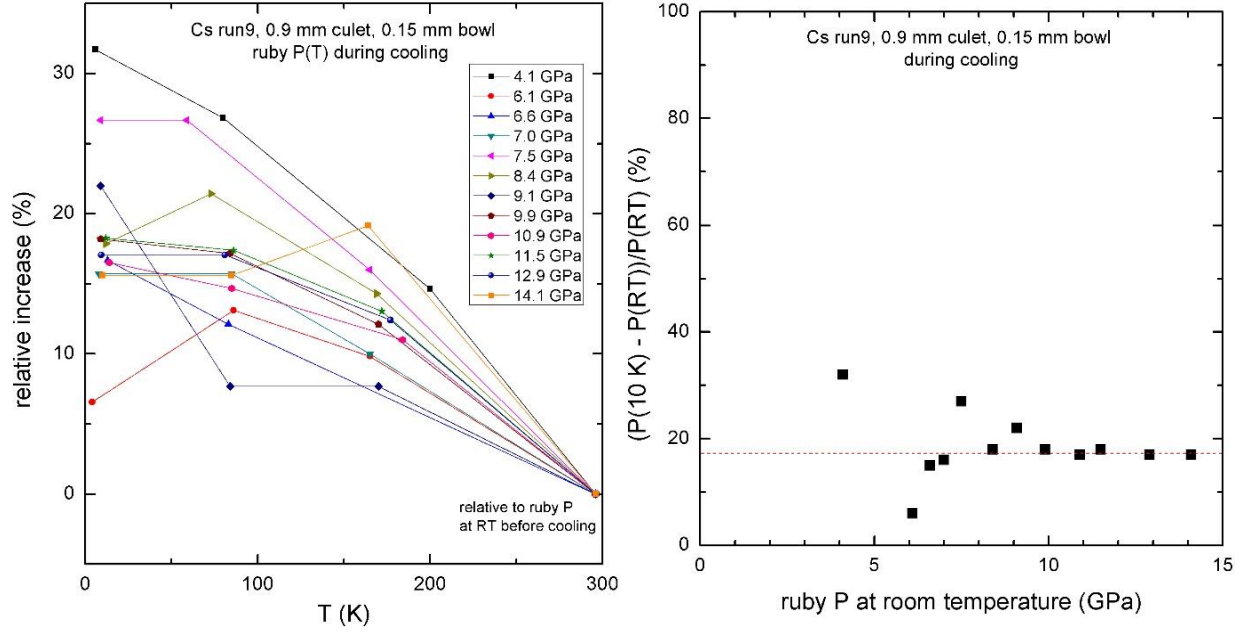 Cs run9, 0.9 mm culet, 0.15 mm bowl
ruby P(T) during cooling
4.1 GPa
6.1 GPa
6.6 GPa
7.0 GPa
7.5 GPa
8.4 GPa
9.1 GPa
9.9 GPa
10.9 GPa
11.5 GPa
12.9 GPa
14.1 GPa
relative increase (%)
30
20
10
0
relative to ruby P
at RT before cooling
0
100
200
300
T (K)
Cs run9, 0.9 mm culet, 0.15 mm bowl
during cooling
(P(10 K) - P(RT))/P(RT) (%)
100
80
60
40
20
0
0
5
10
15
ruby P at room temperature (GPa)